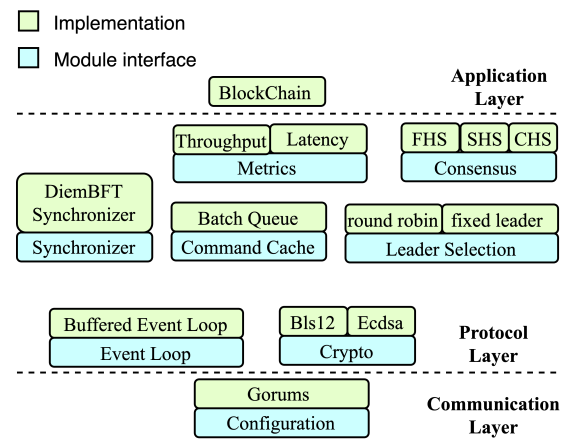 Implementation
Module interface
BlockChain
Application
Layer
Throughput Latency
Metrics
FHS SHS CHS
Consensus
DiemBFT
Synchronizer
Synchronizer
Batch Queue
Command Cache
round robin fixed leader
Leader Selection
Buffered Event Loop
Event Loop
Bls12 Ecdsa
Crypto
Protocol
Layer
Gorums
Configuration
Communication
Layer